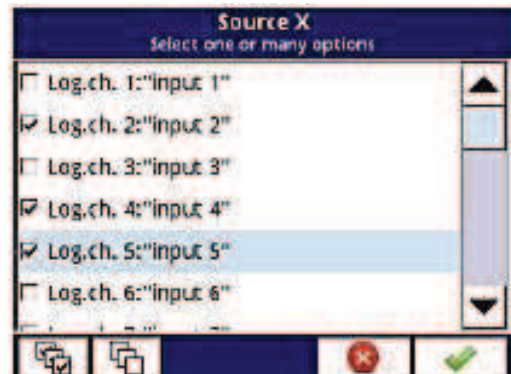 Source X
Select one or many options
Log.ch. 1:"input 1"
Log.ch. 2:"input 2"
Log.ch. 3:"input 3"
Log.ch. 4:"input 4"
Log.ch. 5:"input 5"
Log.ch. 6:"input 6"